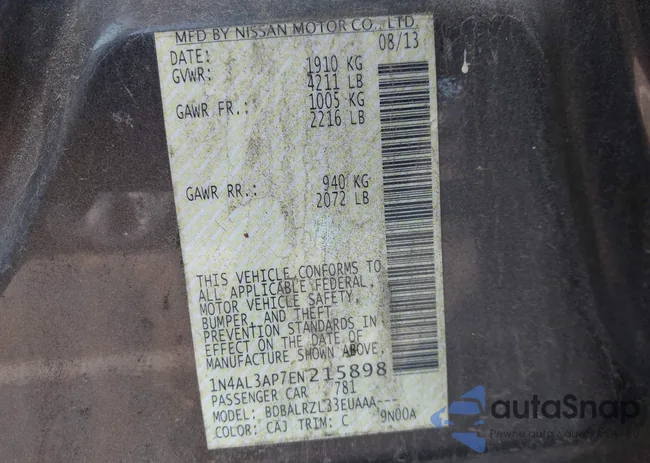 MFD BY NISSAN MOTOR CO., LTD.
DATE: 08/13
GVWR: 1910 KG
4211 LB
GAWR FR.: 1005 KG
2216 LB
GAWR RR.: 940 KG
2072 LB
THIS VEHICLE CONFORMS TO
ALL APPLICABLE FEDERAL,
MOTOR VEHICLE SAFETY,
BUMPER, AND THEFT
PREVENTION STANDARDS IN
EFFECT ON THE DATE OF
MANUFACTURE SHOWN ABOVE.
1N4AL3AP7EN215898
PASSENGER CAR 781
MODEL: BDBALRZL33EUAAA---
COLOR: CAJ TRIM: C 9N00A
autaSnap
Pewne auta z